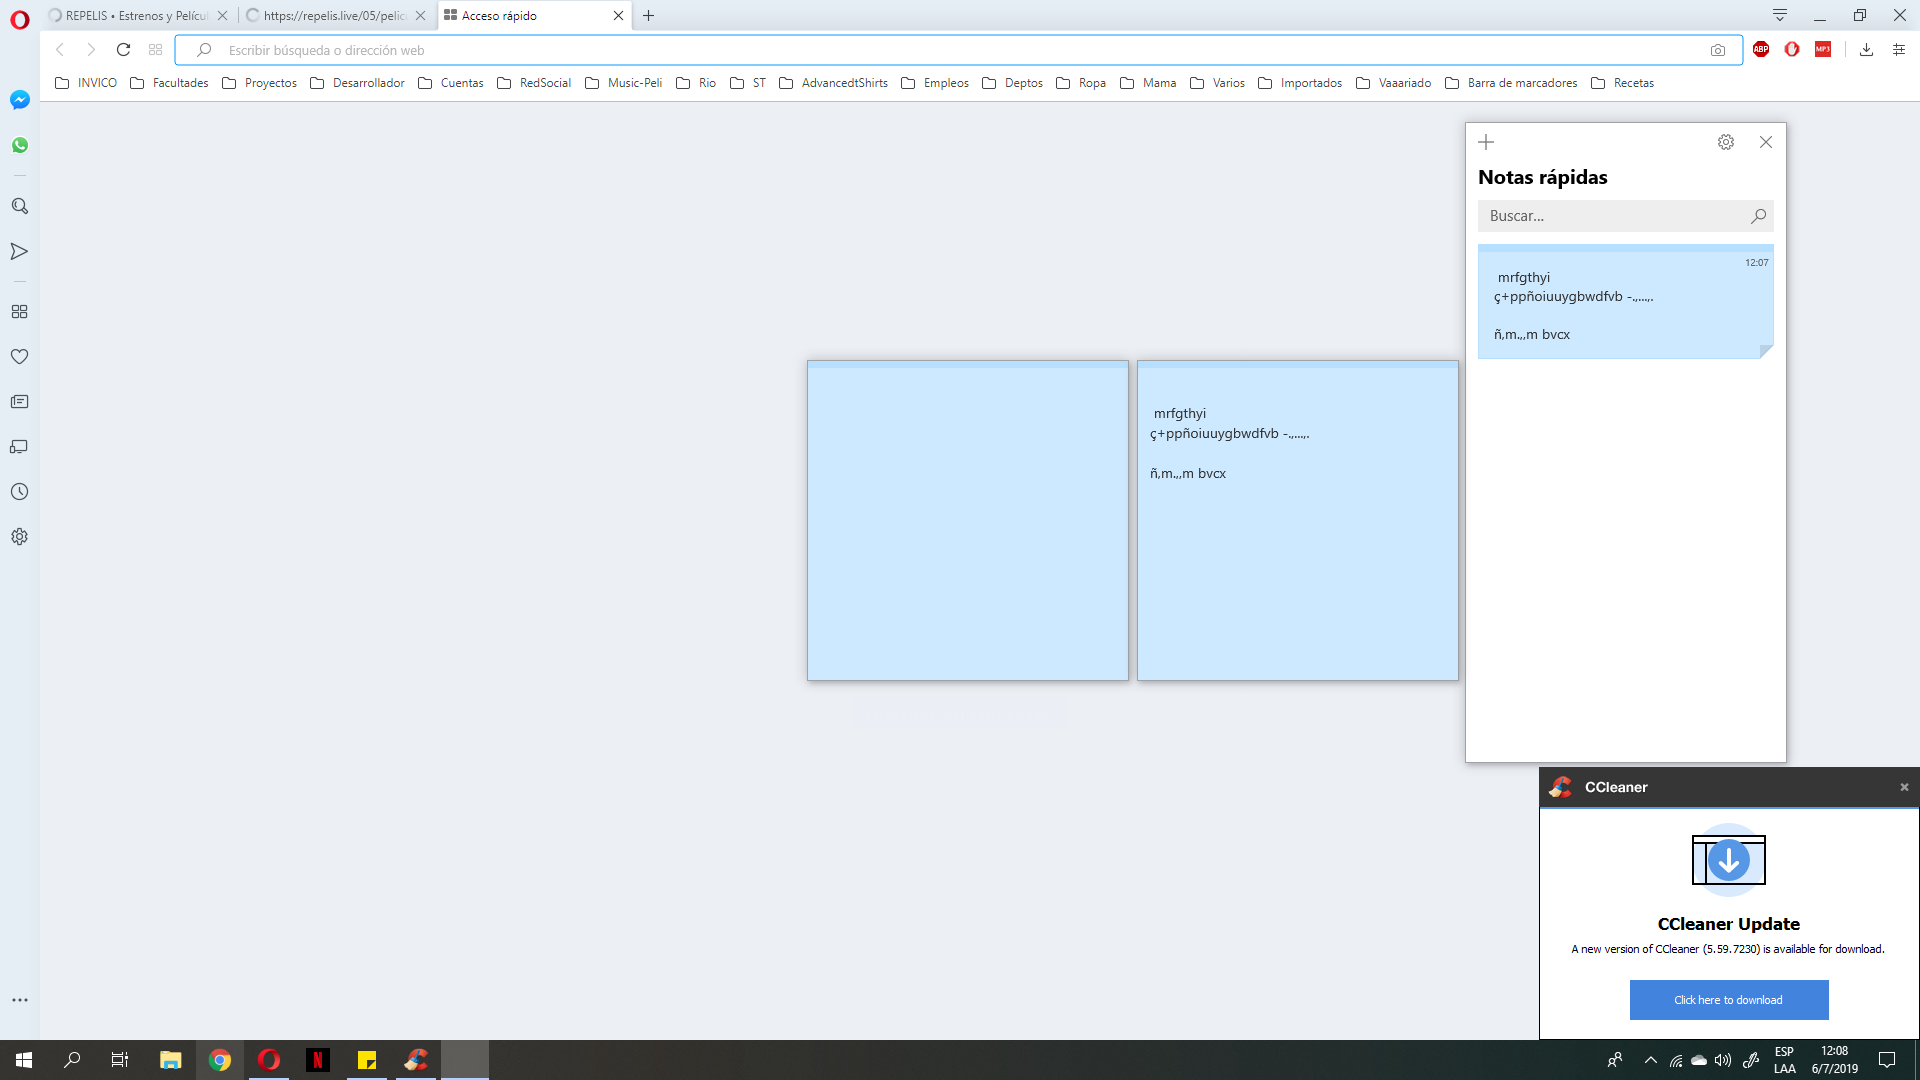 REPELIS • Estrenos y Pelícu
https://repelis.live/05/pelic
Acceso rápido
Escribir búsqueda o dirección web
ABP
MP3
INVICO
Facultades
Proyectos
Desarrollador
Cuentas
RedSocial
Music-Peli
Rio
ST
AdvancedtShirts
Empleos
Deptos
Ropa
Mama
Varios
Importados
Vaaariado
Barra de marcadores
Recetas
Notas rápidas
Buscar...
12:07
mrfgthyi
ç+ppñoiuuygbwdfvb -.,...,.
ñ,m.,,m bvcx
mrfgthyi
ç+ppñoiuuygbwdfvb -.,...,.
ñ,m.,,m bvcx
CCleaner
CCleaner Update
A new version of CCleaner (5.59.7230) is available for download.
Click here to download
N
ESP
LAA
12:08
6/7/2019